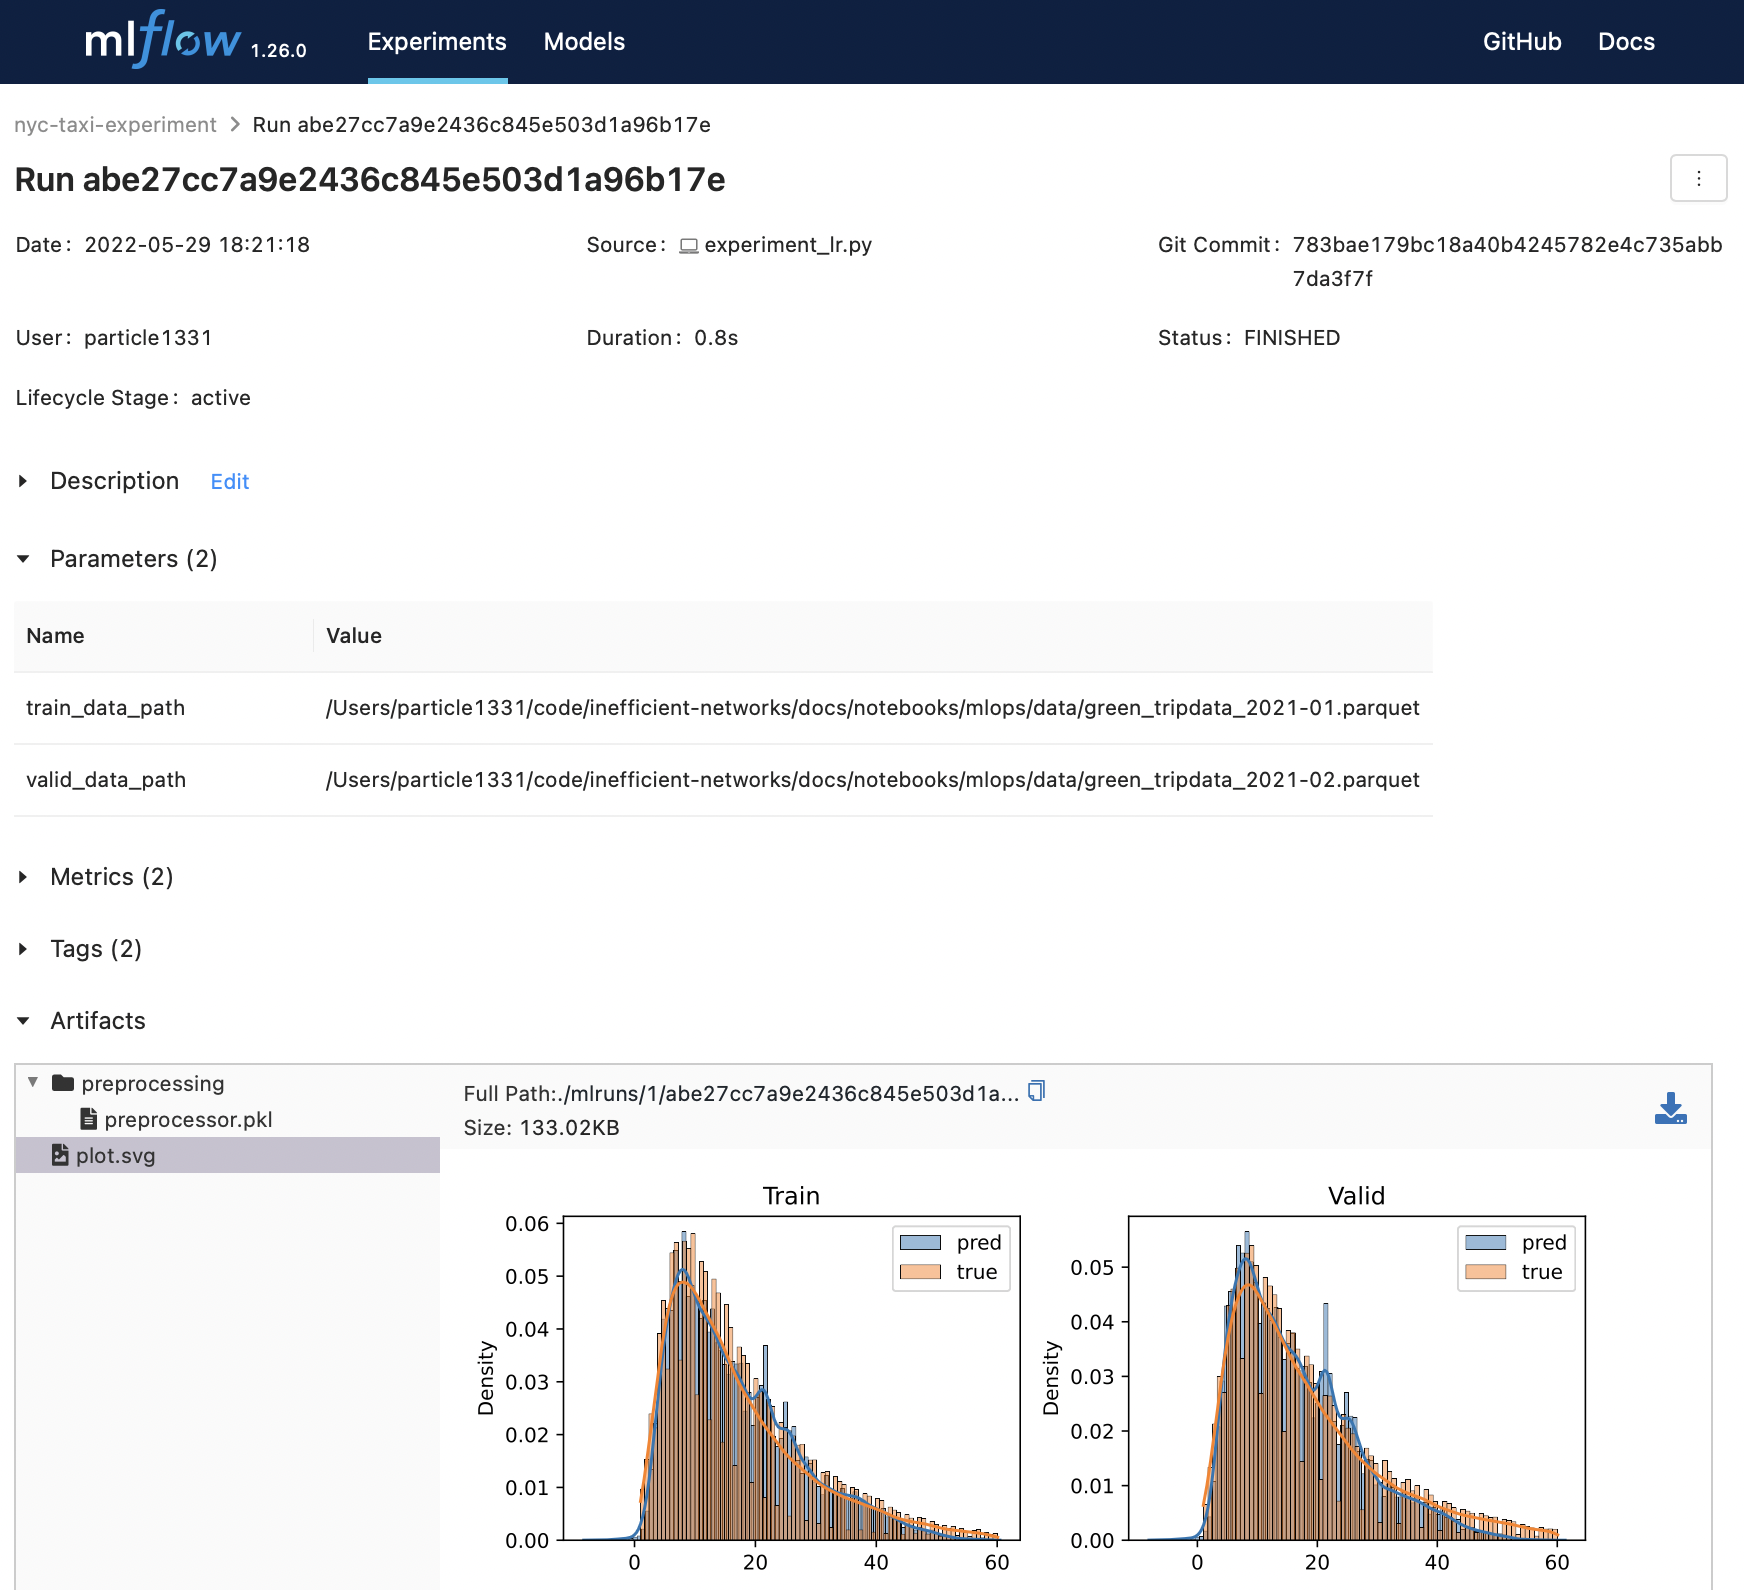 mlflow 1.26.0 Experiments Models GitHub Docs
nyc-taxi-experiment > Run abe27cc7a9e2436c845e503d1a96b17e
Run abe27cc7a9e2436c845e503d1a96b17e
Date: 2022-05-29 18:21:18 Source: experiment_lr.py Git Commit: 783bae179bc18a40b4245782e4c735abb
7da3f7f
User: particle1331 Duration: 0.8s Status: FINISHED
Lifecycle Stage: active
Description Edit
Parameters (2)
Name Value
train_data_path /Users/particle1331/code/inefficient-networks/docs/notebooks/mlops/data/green_tripdata_2021-01.parquet
valid_data_path /Users/particle1331/code/inefficient-networks/docs/notebooks/mlops/data/green_tripdata_2021-02.parquet
Metrics (2)
Tags (2)
Artifacts
preprocessing
preprocessor.pkl
plot.svg
Full Path:./mlruns/1/abe27cc7a9e2436c845e503d1a...
Size: 133.02KB
Train
0.06
0.05
0.04
0.03
0.02
0.01
0.00
Density
pred
true
0 20 40 60
Valid
0.05
0.04
0.03
0.02
0.01
0.00
Density
pred
true
0 20 40 60